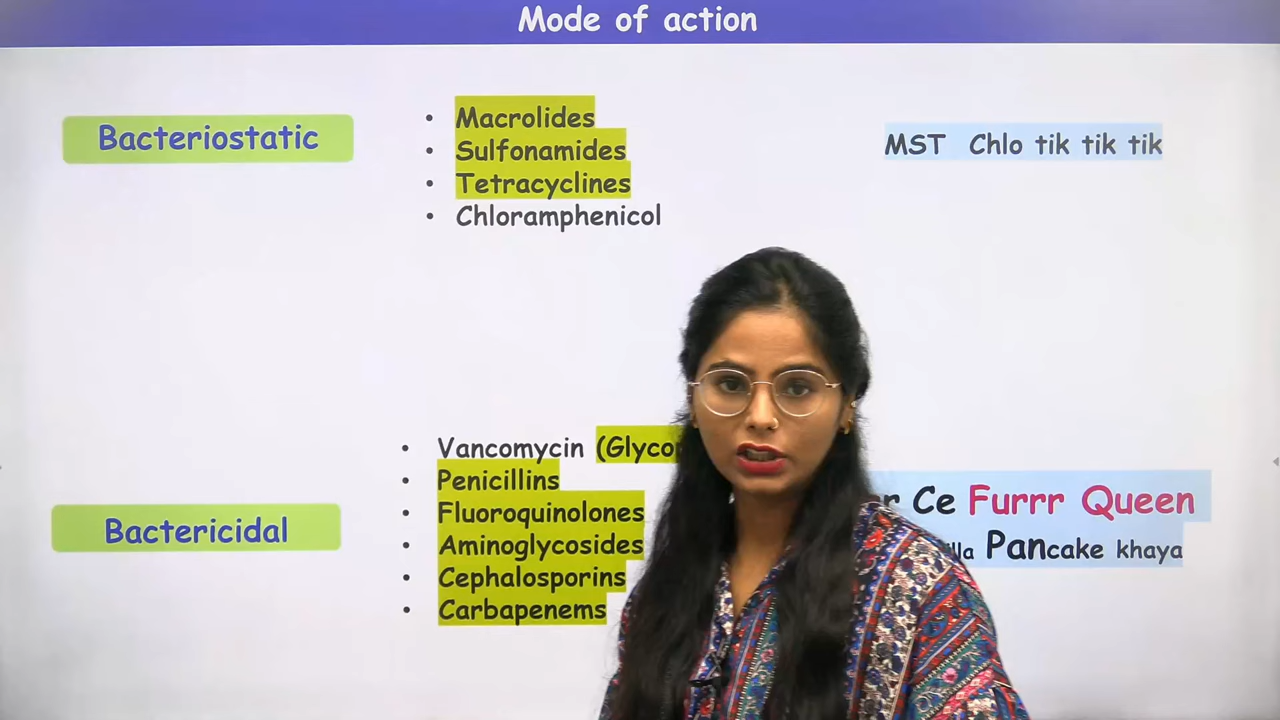 Mode of action
Bacteriostatic
• Macrolides
• Sulfonamides
• Tetracyclines
• Chloramphenicol
MST Chlo tik tik tik
Bactericidal
• Vancomycin (Glycop
• Penicillins
• Fluoroquinolones
• Aminoglycosides
• Cephalosporins
• Carbapenems
Ce Furrr Queen
Pancake khaya